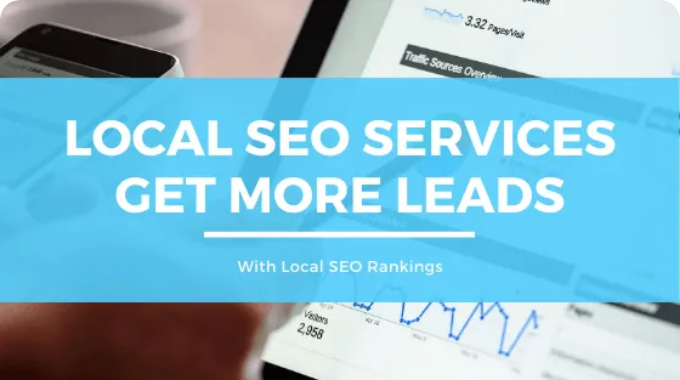 3.32 Pages/Visit
Traffic Sources Overview
LOCAL SEO SERVICES
GET MORE LEADS
With Local SEO Rankings
Visitors
2,958
Pages